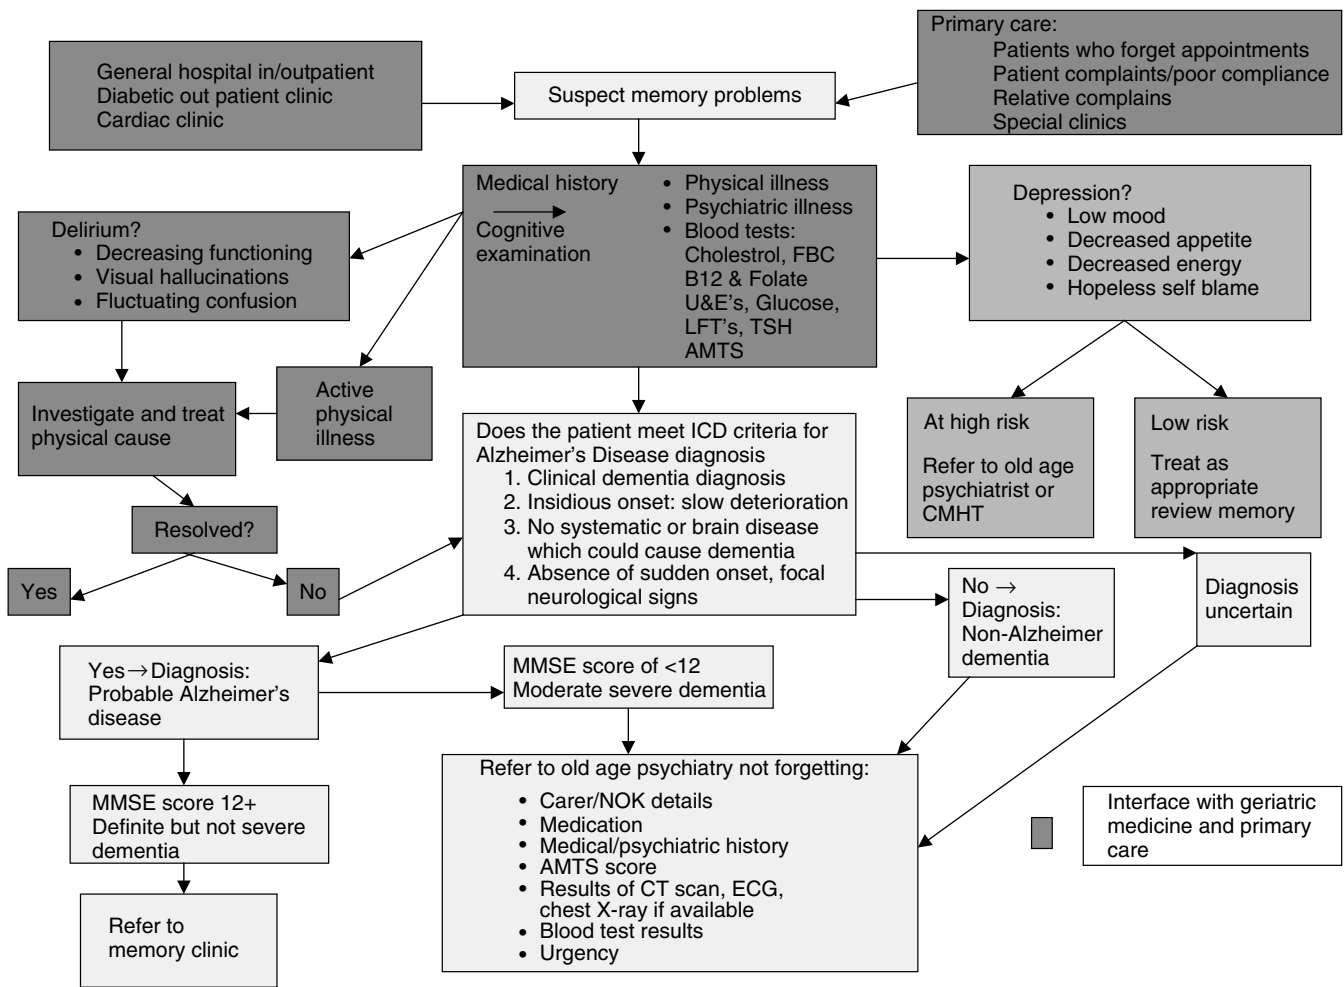 General hospital in/outpatient
Diabetic out patient clinic
Cardiac clinic
Suspect memory problems
Primary care:
Patients who forget appointments
Patient complaints/poor compliance
Relative complains
Special clinics
Medical history
→
Cognitive
examination
• Physical illness
• Psychiatric illness
• Blood tests:
Cholestrol, FBC
B12 & Folate
U&E's, Glucose,
LFT's, TSH
AMTS
Delirium?
• Decreasing functioning
• Visual hallucinations
• Fluctuating confusion
Depression?
• Low mood
• Decreased appetite
• Decreased energy
• Hopeless self blame
Investigate and treat
physical cause
Active
physical
illness
Resolved?
Yes
No
Does the patient meet ICD criteria for
Alzheimer's Disease diagnosis
1. Clinical dementia diagnosis
2. Insidious onset: slow deterioration
3. No systematic or brain disease
which could cause dementia
4. Absence of sudden onset, focal
neurological signs
At high risk
Refer to old age
psychiatrist or
CMHT
Low risk
Treat as
appropriate
review memory
No →
Diagnosis:
Non-Alzheimer
dementia
Diagnosis
uncertain
Yes→Diagnosis:
Probable Alzheimer's
disease
MMSE score of <12
Moderate severe dementia
MMSE score 12+
Definite but not severe
dementia
Refer to
memory clinic
Refer to old age psychiatry not forgetting:
• Carer/NOK details
• Medication
• Medical/psychiatric history
• AMTS score
• Results of CT scan, ECG,
chest X-ray if available
• Blood test results
• Urgency
Interface with geriatric
medicine and primary
care